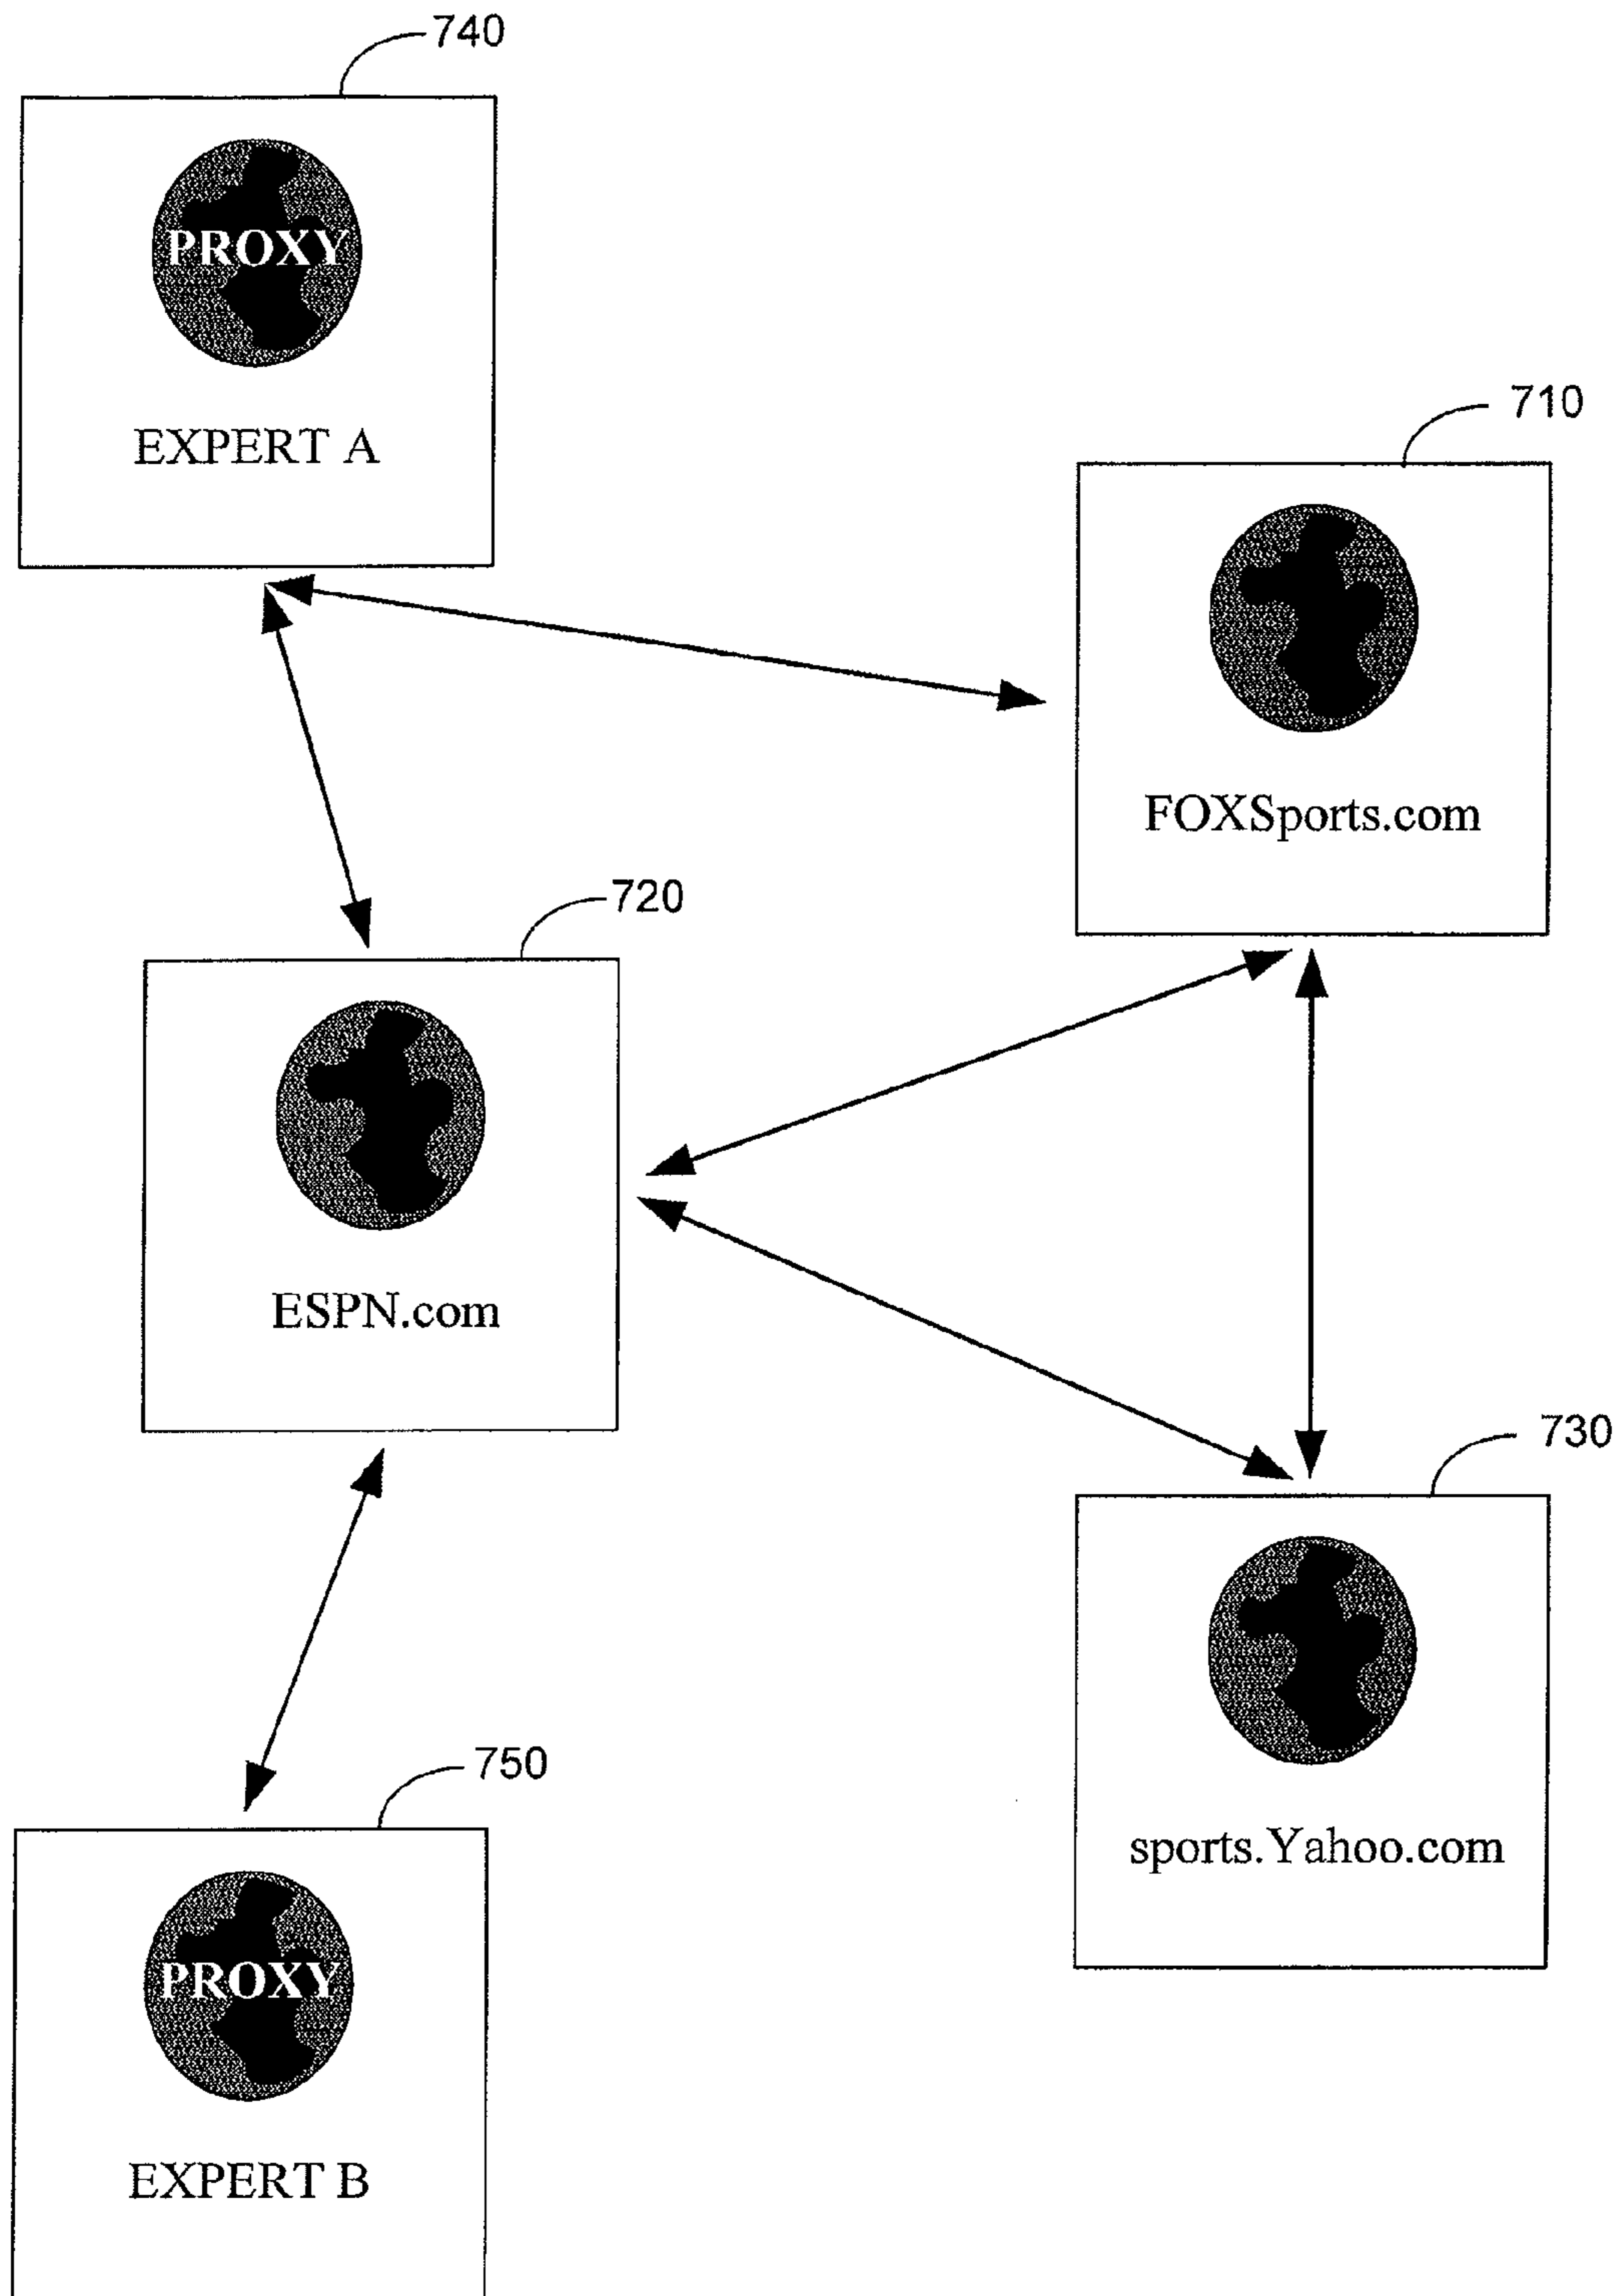 740
PROXY
EXPERT A
710
FOXSports.com
720
ESPN.com
730
sports.Yahoo.com
750
PROXY
EXPERT B